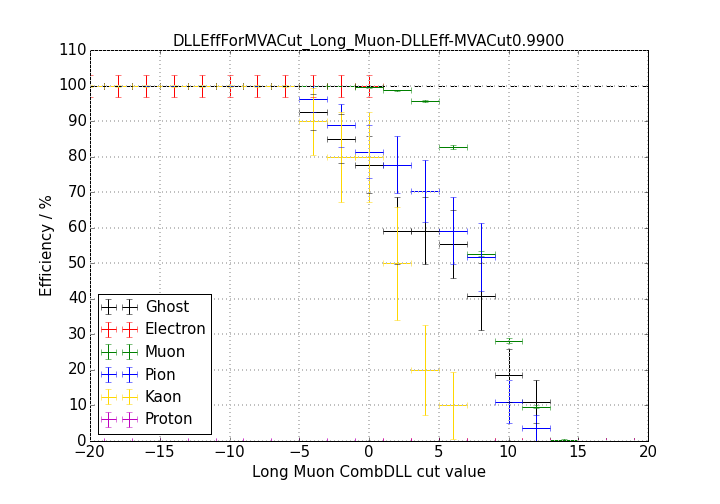 DLLEffForMVACut_Long_Muon-DLLEff-MVACut0.9900
110
100
90
80
70
60
50
40
30
20
10
0
Efficiency / %
Ghost
Electron
Muon
Pion
Kaon
Proton
−20 −15 −10 −5 0 5 10 15 20
Long Muon CombDLL cut value